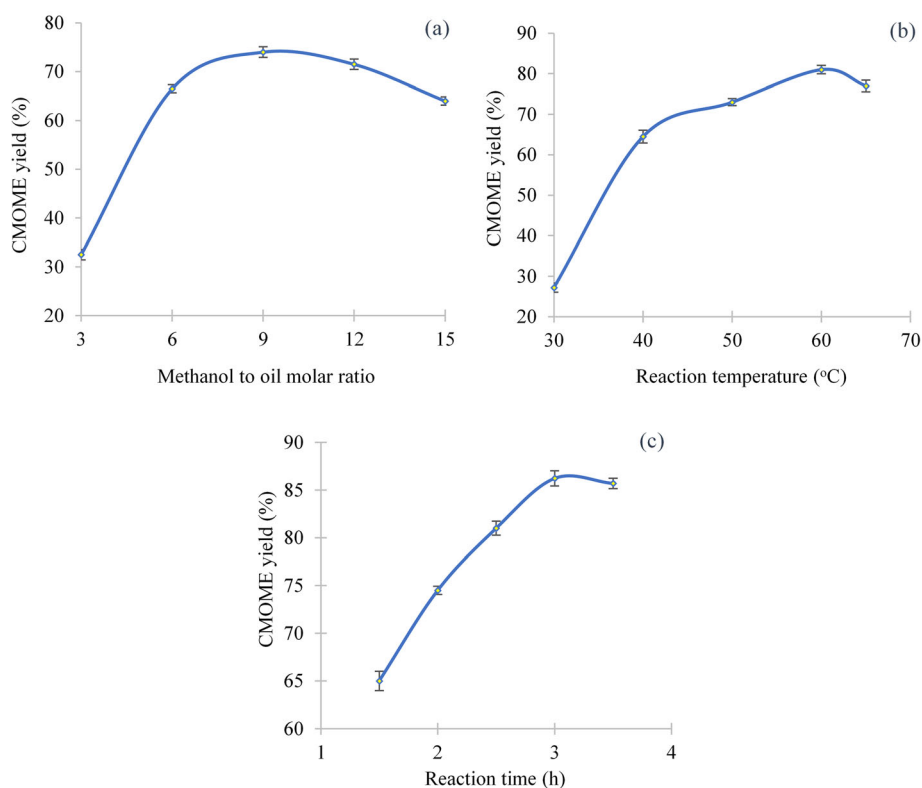 (a)
CMOME yield (%)
80
70
60
50
40
30
20
3 6 9 12 15
Methanol to oil molar ratio
(b)
CMOME yield (%)
90
80
70
60
50
40
30
20
30 40 50 60 70
Reaction temperature (°C)
(c)
CMOME yield (%)
90
85
80
75
70
65
60
1 2 3 4
Reaction time (h)